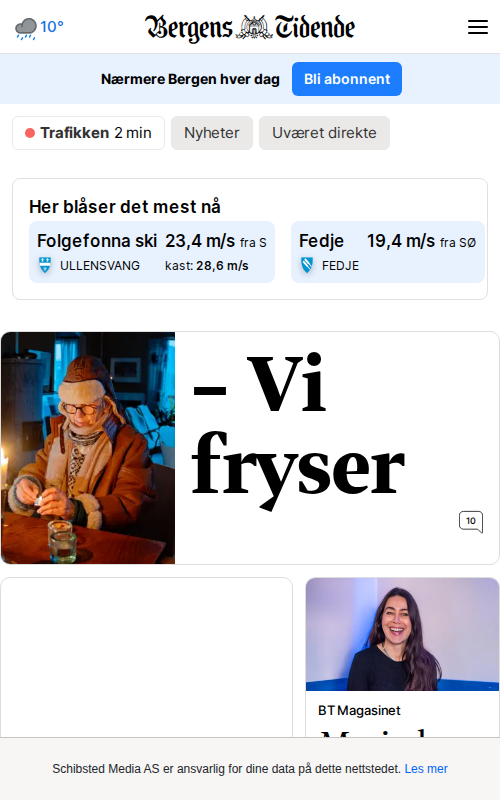 10°
Bergens Tidende
Nærmere Bergen hver dag
Bli abonnent
Trafikken 2 min
Nyheter
Uværet direkte
Her blåser det mest nå
Folgefonna ski 23,4 m/s fra S
ULLENSVANG kast: 28,6 m/s
Fedje 19,4 m/s fra SØ
FEDJE
– Vi
fryser
10
BT Magasinet
Schibsted Media AS er ansvarlig for dine data på dette nettstedet. Les mer